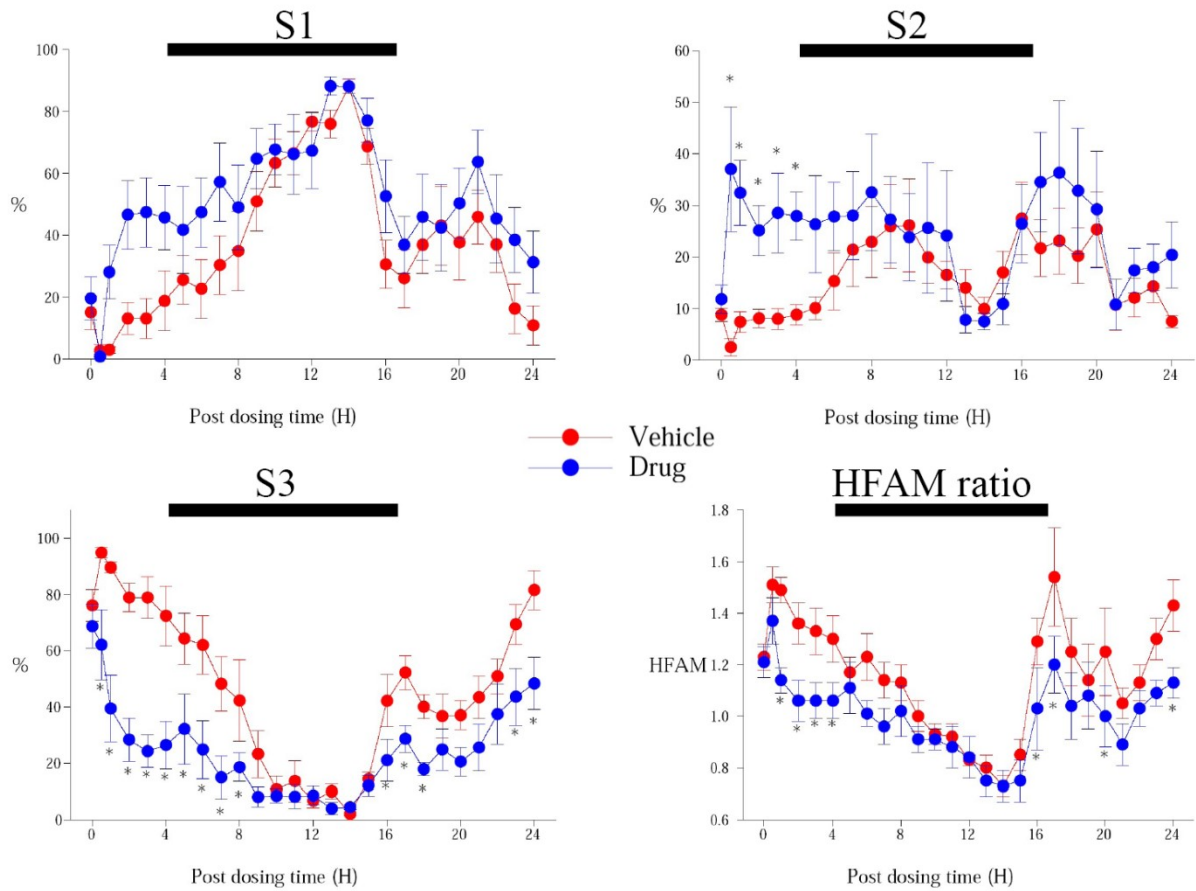 S1
100
80
60
%
40
20
0
0 4 8 12 16 20 24
Post dosing time (H)
S2
60
50
40
%
30
20
10
0
0 4 8 12 16 20 24
* * * * *
Post dosing time (H)
Vehicle
Drug
S3
100
80
60
%
40
20
0
0 4 8 12 16 20 24
* * * * * * * * * * * * *
Post dosing time (H)
HFAM ratio
1.8
1.6
1.4
HFAM 1.2
1.0
0.8
0.6
0 4 8 12 16 20 24
* * * * * * * *
Post dosing time (H)